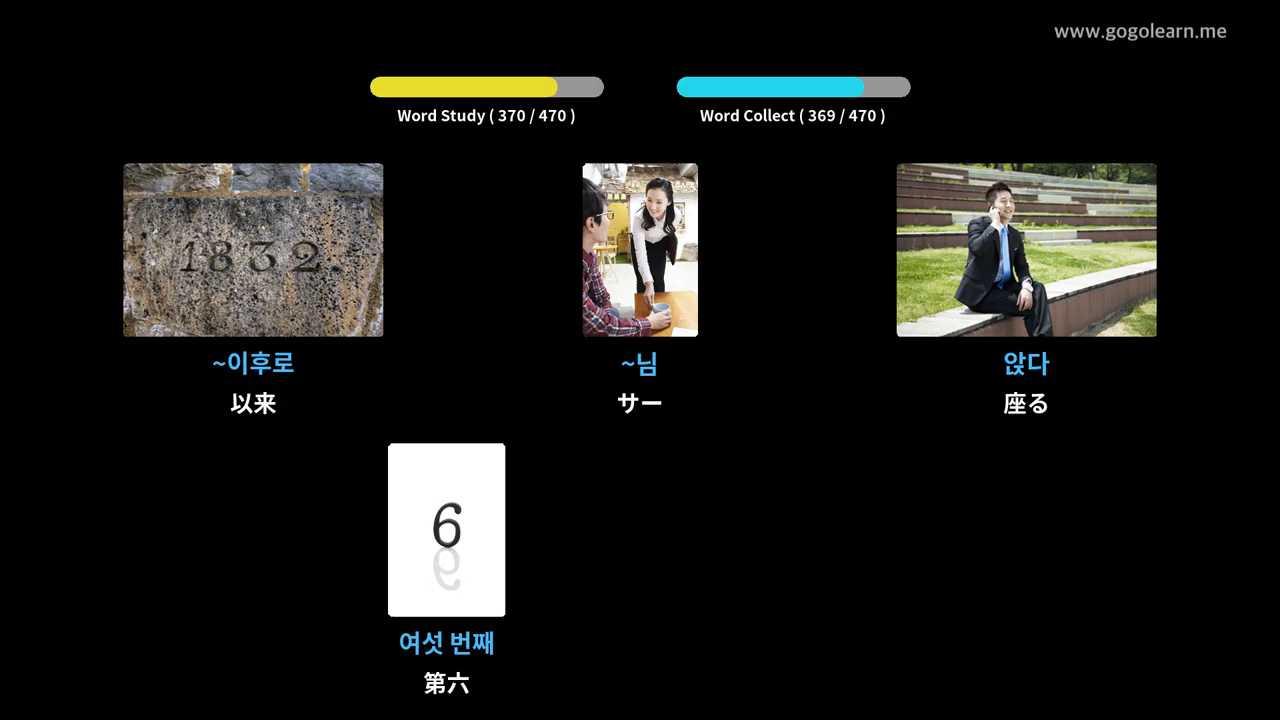 www.gogolearn.me
Word Study ( 370 / 470 )
Word Collect ( 369 / 470 )
1832.
~이후로
以来
~님
サー
앉다
座る
6
여섯 번째
第六